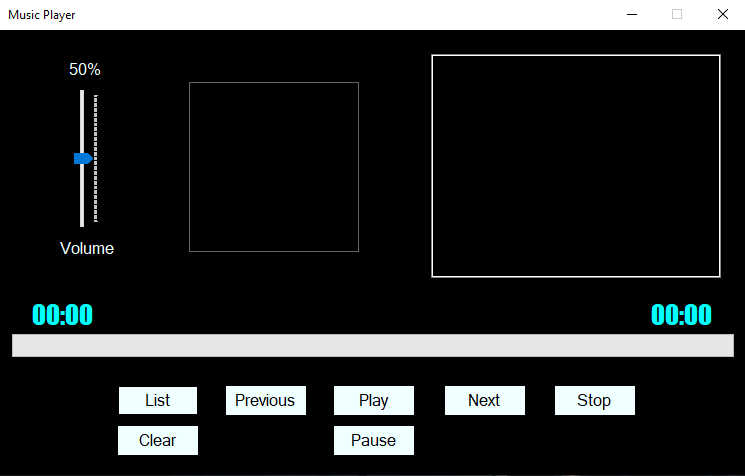 Music Player
50%
Volume
00:00 00:00
List Previous Play Next Stop
Clear Pause